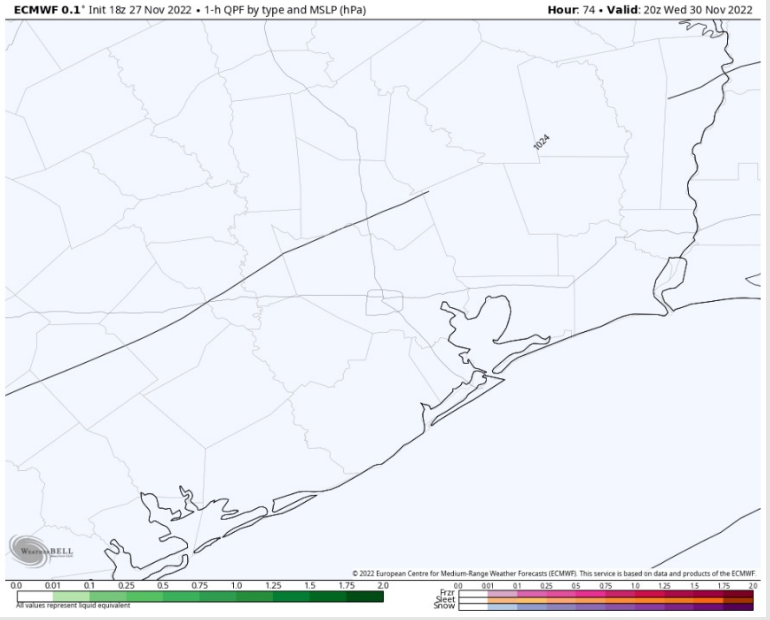 ECMWF 0.1° Init 18z 27 Nov 2022 • 1-h QPF by type and MSLP (hPa) Hour: 74 • Valid: 20z Wed 30 Nov 2022
1024
WeatherBELL
© 2022 European Centre for Medium-Range Weather Forecasts (ECMWF). This service is based on data and products of the ECMWF
0.0 0.01 0.1 0.25 0.5 0.75 1.0 1.25 1.5 1.75 2.0
0.0 0.01 0.1 0.25 0.5 0.75 1.0 1.25 1.5 1.75 2.0
Frzr
Sleet
Snow
All values represent liquid equivalent